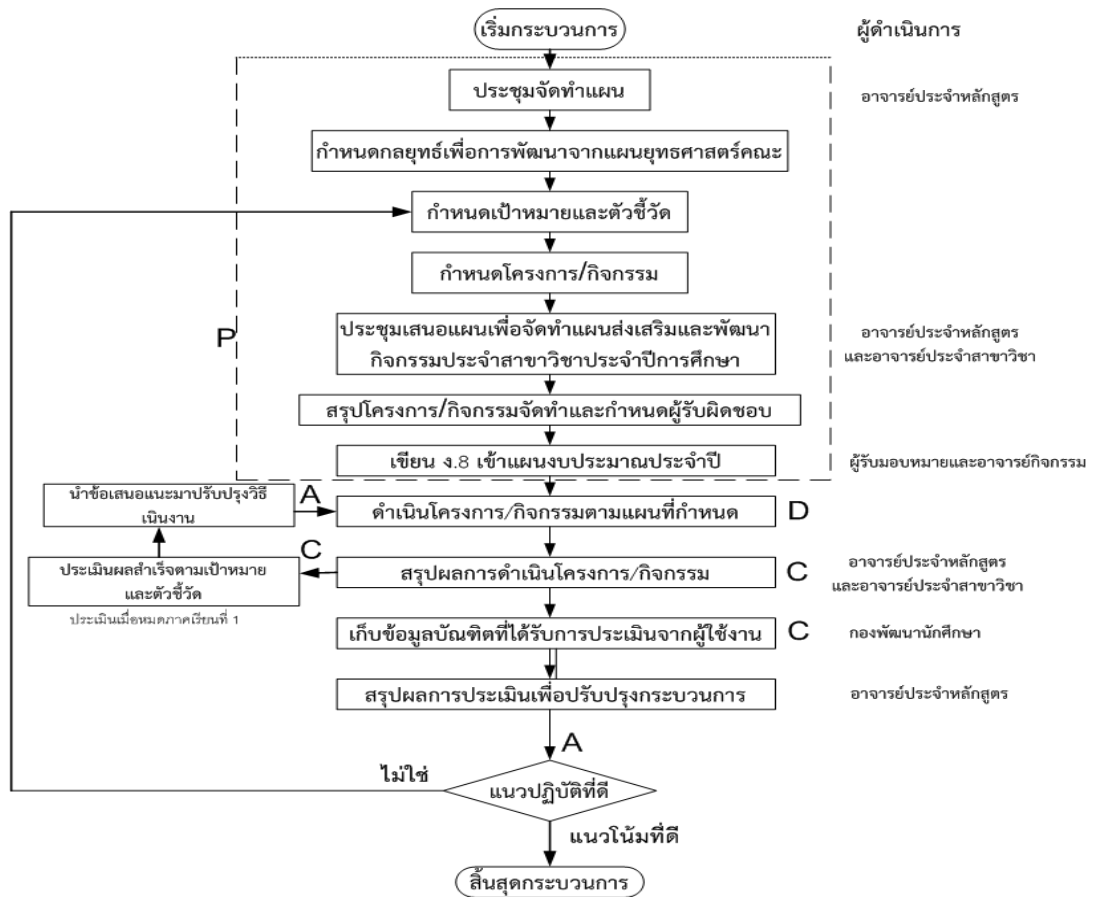 เริ่มกระบวนการ
ผู้ดำเนินการ
ประชุมจัดทำแผน
อาจารย์ประจำหลักสูตร
กำหนดกลยุทธ์เพื่อการพัฒนาจากแผนยุทธศาสตร์คณะ
กำหนดเป้าหมายและตัวชี้วัด
กำหนดโครงการ/กิจกรรม
P
ประชุมเสนอแผนเพื่อจัดทำแผนส่งเสริมและพัฒนา
กิจกรรมประจำสาขาวิชาประจำปีการศึกษา
อาจารย์ประจำหลักสูตร
และอาจารย์ประจำสาขาวิชา
สรุปโครงการ/กิจกรรมจัดทำและกำหนดผู้รับผิดชอบ
เขียน ง.8 เข้าแผนงบประมาณประจำปี
ผู้รับมอบหมายและอาจารย์กิจกรรม
นำข้อเสนอแนะมาปรับปรุงวิธี
เนินงาน
A
ดำเนินโครงการ/กิจกรรมตามแผนที่กำหนด
D
ประเมินผลสำเร็จตามเป้าหมาย
และตัวชี้วัด
C
สรุปผลการดำเนินโครงการ/กิจกรรม
C
อาจารย์ประจำหลักสูตร
และอาจารย์ประจำสาขาวิชา
ประเมินเมื่อหมดภาคเรียนที่ 1
เก็บข้อมูลบัณฑิตที่ได้รับการประเมินจากผู้ใช้งาน
C
กองพัฒนานักศึกษา
สรุปผลการประเมินเพื่อปรับปรุงกระบวนการ
อาจารย์ประจำหลักสูตร
A
ไม่ใช่
แนวปฏิบัติที่ดี
แนวโน้มที่ดี
สิ้นสุดกระบวนการ